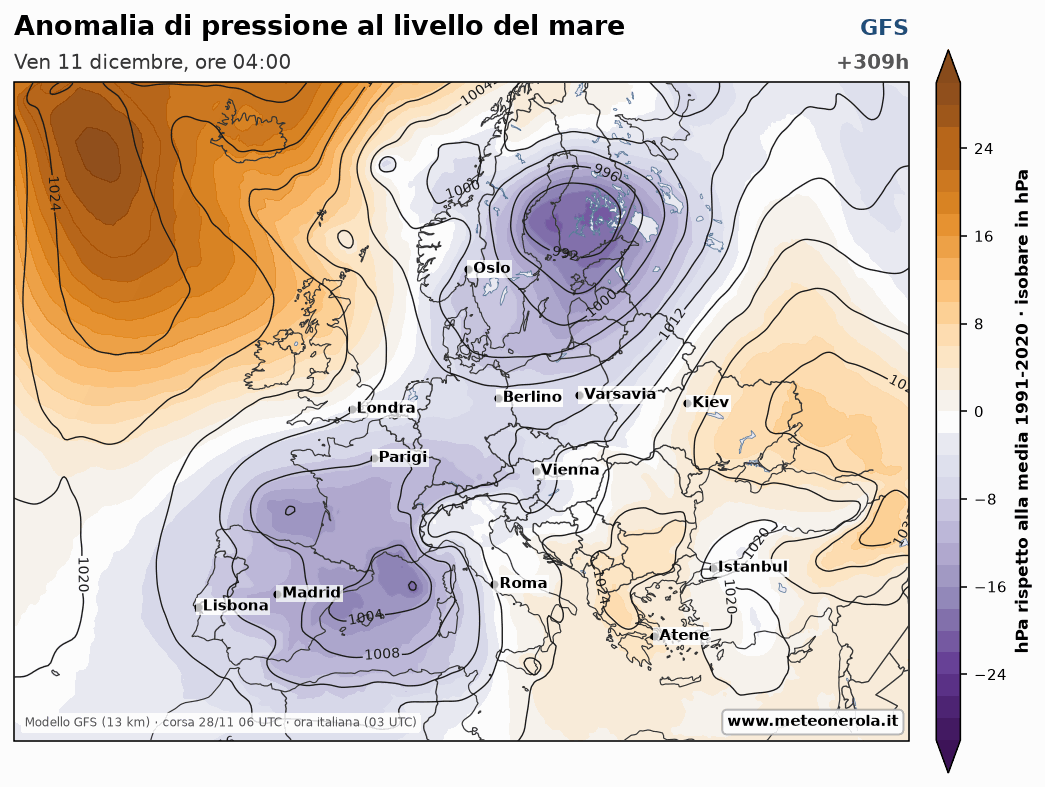 Anomalia di pressione al livello del mare
GFS
Ven 11 dicembre, ore 04:00
+309h
1004
1024
996
1000
992
Oslo
1000
1012
Berlino
Varsavia
Kiev
Londra
Parigi
Vienna
1020
1020
Roma
Istanbul
Madrid
Lisbona
1024
1020
1004
Atene
1008
Modello GFS (13 km) · corsa 28/11 06 UTC · ora italiana (03 UTC)
www.meteonerola.it
24
16
8
0
−8
−16
−24
hPa rispetto alla media 1991-2020 · isobare in hPa